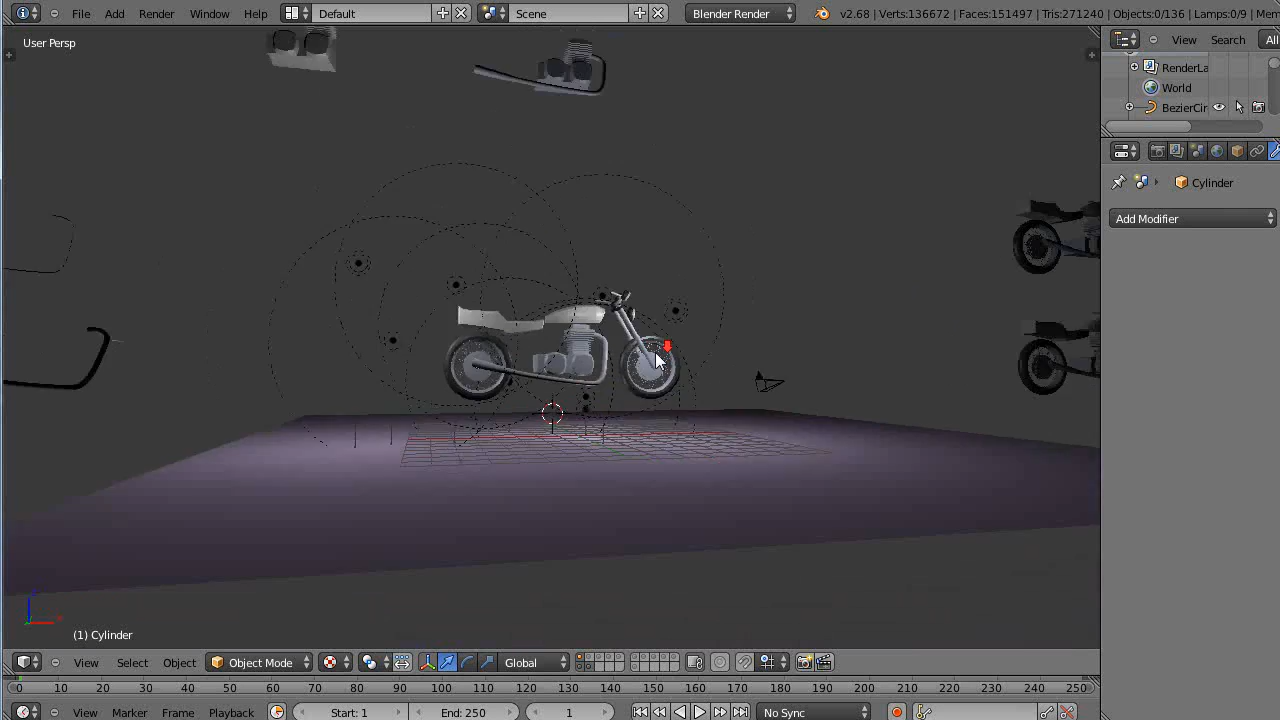 File Add Render Window Help Default Scene Blender Render v2.68 | Verts:136672 | Faces:151497 | Tris:271240 | Objects:0/136 | Lamps:0/9 | Mem
User Persp
View Search All
RenderLa
World
BezierCir
Cylinder
Add Modifier
(1) Cylinder
View Select Object Object Mode Global
0 10 20 30 40 50 60 70 80 90 100 110 120 130 140 150 160 170 180 190 200 210 220 230 240 250
View Marker Frame Playback Start: 1 End: 250 1 No Sync